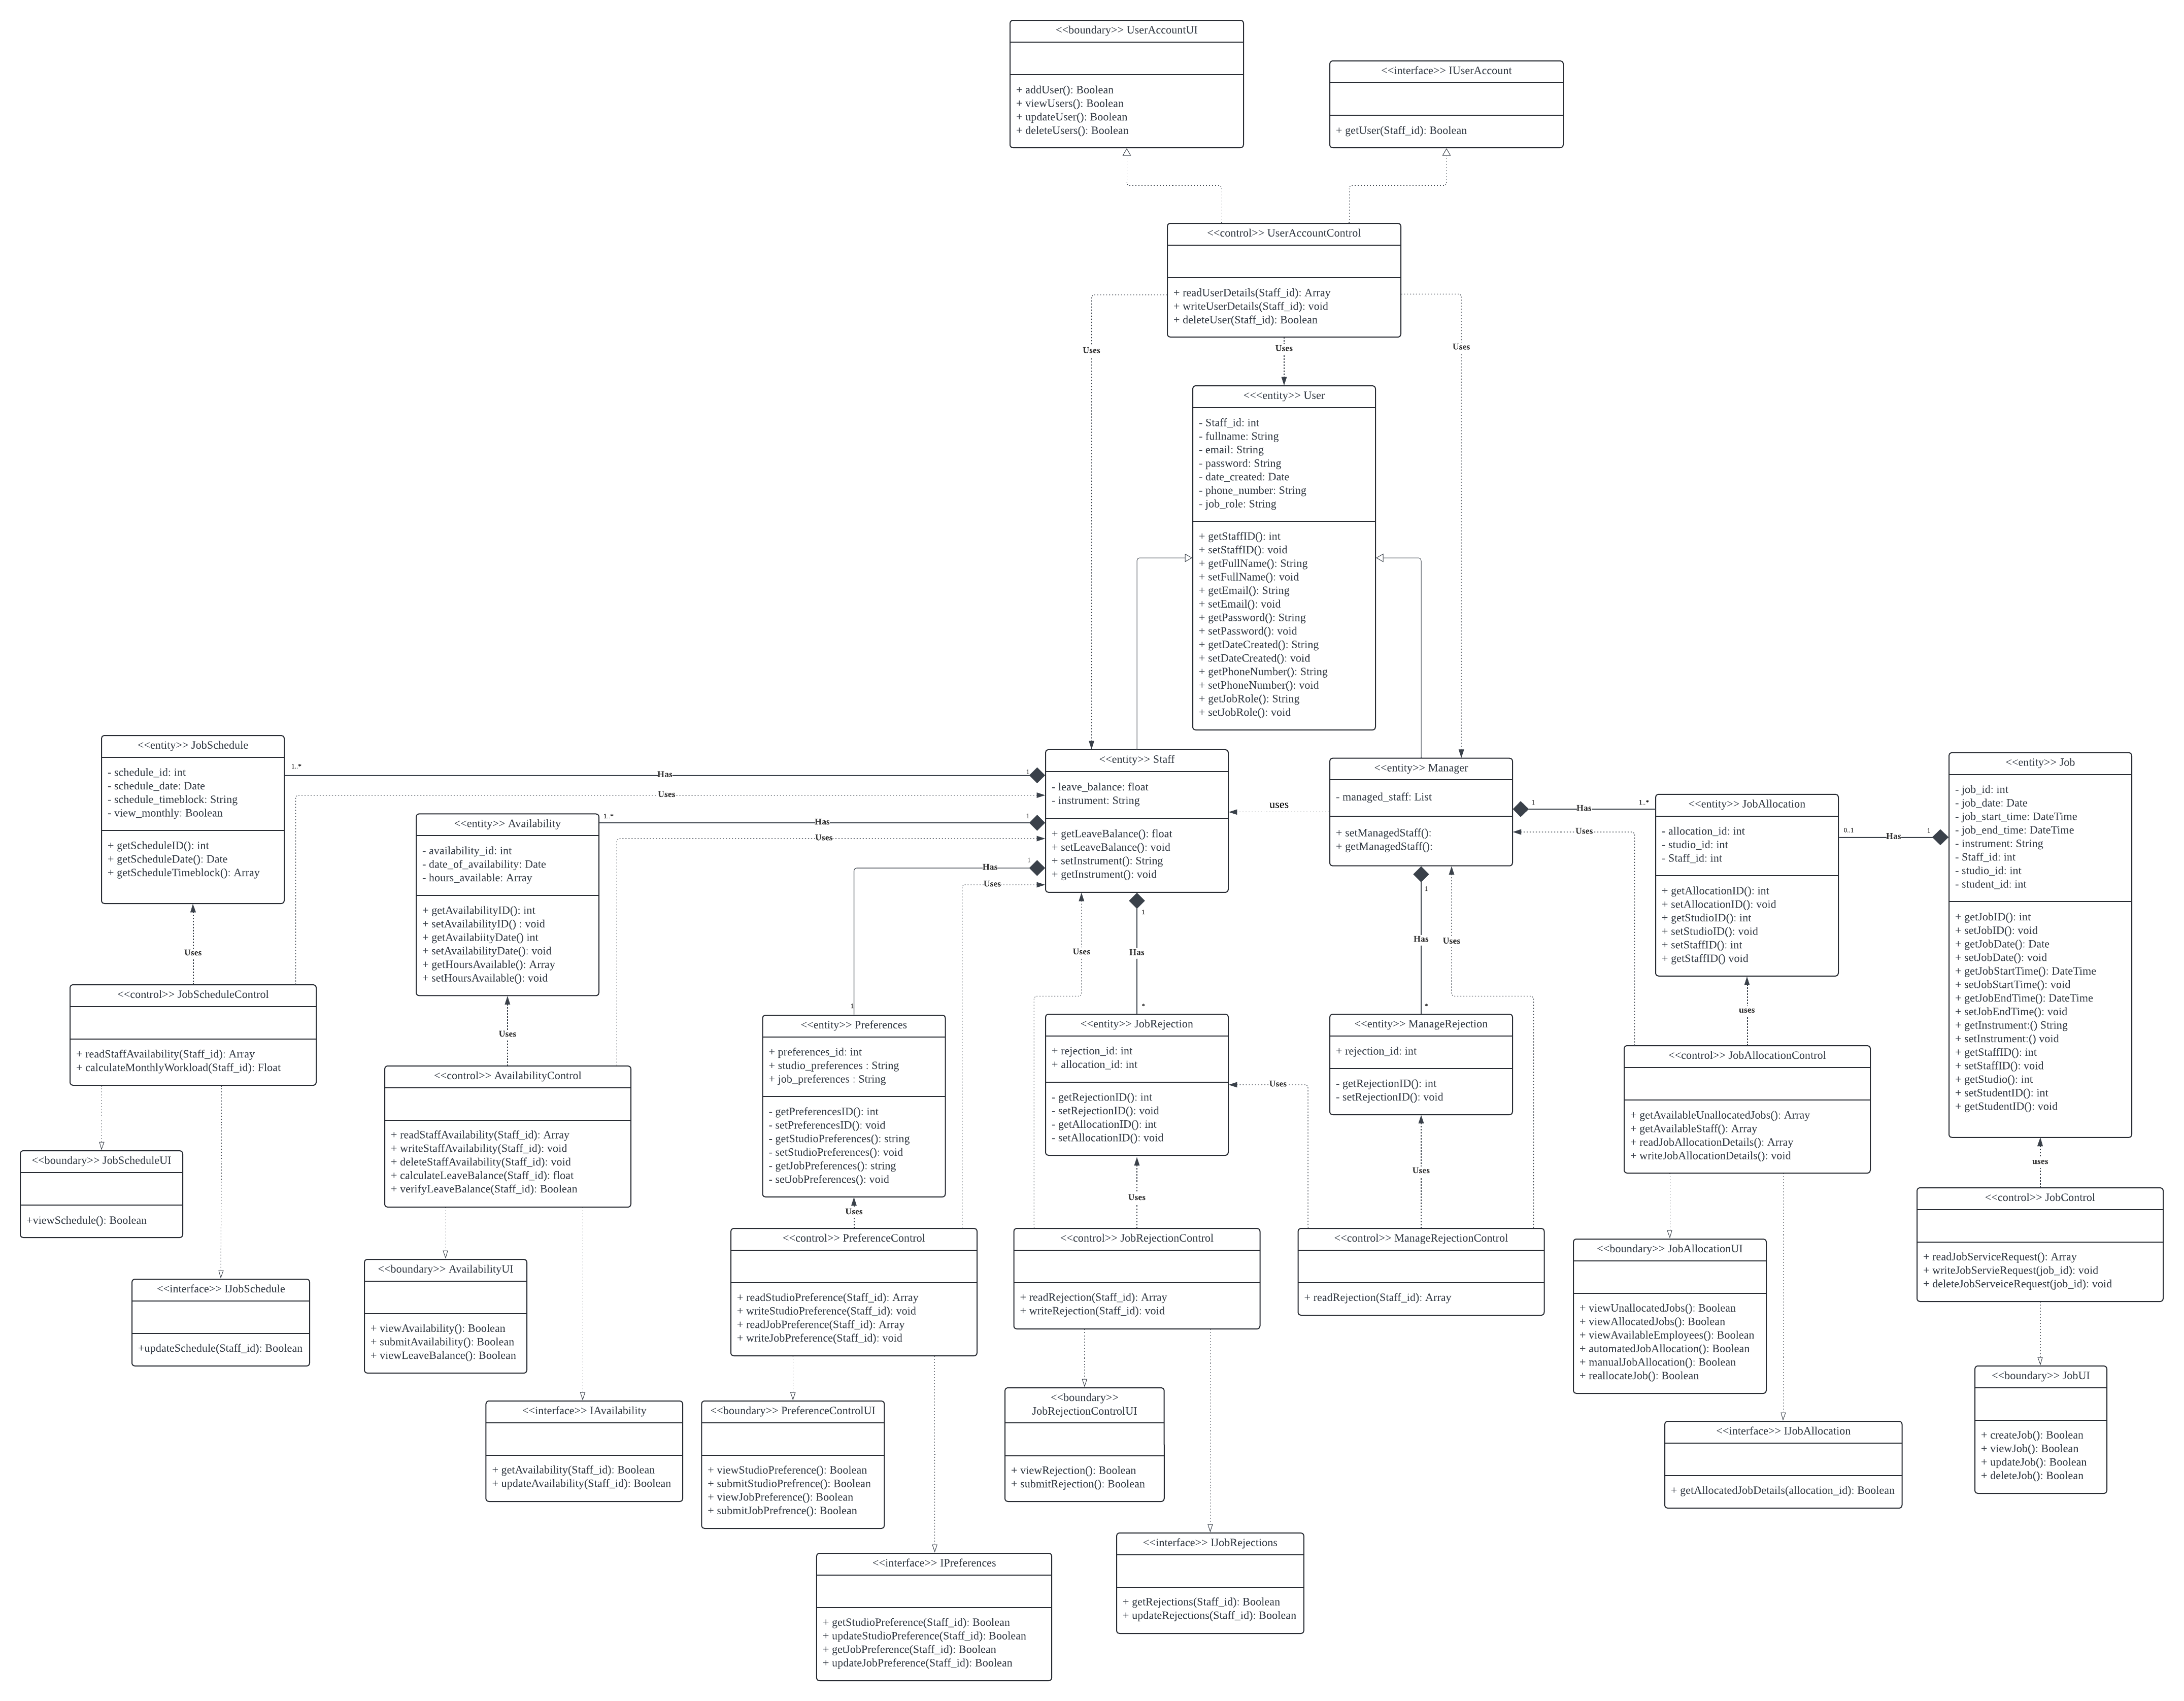 <<boundary>> UserAccountUI
+ addUser(): Boolean
+ viewUsers(): Boolean
+ updateUser(): Boolean
+ deleteUsers(): Boolean
<<interface>> IUserAccount
+ getUser(Staff_id): Boolean
<<control>> UserAccountControl
+ readUserDetails(Staff_id): Array
+ writeUserDetails(Staff_id): void
+ deleteUser(Staff_id): Boolean
Uses
Uses
Uses
<<<entity>> User
- Staff_id: int
- fullname: String
- email: String
- password: String
- date_created: Date
- phone_number: String
- job_role: String
+ getStaffID(): int
+ setStaffID(): void
+ getFullName(): String
+ setFullName(): void
+ getEmail(): String
+ setEmail(): void
+ getPassword(): String
+ setPassword(): void
+ getDateCreated(): String
+ setDateCreated(): void
+ getPhoneNumber(): String
+ setPhoneNumber(): void
+ getJobRole(): String
+ setJobRole(): void
<<entity>> JobSchedule
- schedule_id: int
- schedule_date: Date
- schedule_timeblock: String
- view_monthly: Boolean
+ getScheduleID(): int
+ getScheduleDate(): Date
+ getScheduleTimeblock(): Array
1..*
Has
1
Uses
<<entity>> Availability
- availability_id: int
- date_of_availability: Date
- hours_available: Array
+ getAvailabilityID(): int
+ setAvailabilityID() : void
+ getAvailabiityDate() int
+ setAvailabilityDate(): void
+ getHoursAvailable(): Array
+ setHoursAvailable(): void
1..*
Has
1
Uses
Has
1
Uses
1
<<entity>> Staff
- leave_balance: float
- instrument: String
+ getLeaveBalance(): float
+ setLeaveBalance(): void
+ setInstrument(): String
+ getInstrument(): void
uses
<<entity>> Manager
- managed_staff: List
+ setManagedStaff():
+ getManagedStaff():
1
Has
1..*
Uses
<<entity>> JobAllocation
- allocation_id: int
- studio_id: int
- Staff_id: int
+ getAllocationID(): int
+ setAllocationID(): void
+ getStudioID(): int
+ setStudioID(): void
+ setStaffID(): int
+ getStaffID() void
0..1
Has
1
<<entity>> Job
- job_id: int
- job_date: Date
- job_start_time: DateTime
- job_end_time: DateTime
- instrument: String
- Staff_id: int
- studio_id: int
- student_id: int
+ getJobID(): int
+ setJobID(): void
+ getJobDate(): Date
+ setJobDate(): void
+ getJobStartTime(): DateTime
+ setJobStartTime(): void
+ getJobEndTime(): DateTime
+ setJobEndTime(): void
+ getInstrument:() String
+ setInstrument:() void
+ getStaffID(): int
+ setStaffID(): void
+ getStudio(): int
+ setStudentID(): int
+ getStudentID(): void
Uses
1
Has
*
1
Has
*
Uses
Uses
<<control>> JobScheduleControl
+ readStaffAvailability(Staff_id): Array
+ calculateMonthlyWorkload(Staff_id): Float
Uses
<<control>> AvailabilityControl
+ readStaffAvailability(Staff_id): Array
+ writeStaffAvailability(Staff_id): void
+ deleteStaffAvailability(Staff_id): void
+ calculateLeaveBalance(Staff_id): float
+ verifyLeaveBalance(Staff_id): Boolean
<<entity>> Preferences
+ preferences_id: int
+ studio_preferences : String
+ job_preferences : String
- getPreferencesID(): int
- setPreferencesID(): void
- getStudioPreferences(): string
- setStudioPreferences(): void
- getJobPreferences(): string
- setJobPreferences(): void
<<entity>> JobRejection
+ rejection_id: int
+ allocation_id: int
- getRejectionID(): int
- setRejectionID(): void
- getAllocationID(): int
- setAllocationID(): void
Uses
<<entity>> ManageRejection
+ rejection_id: int
- getRejectionID(): int
- setRejectionID(): void
uses
<<control>> JobAllocationControl
+ getAvailableUnallocatedJobs(): Array
+ getAvailableStaff(): Array
+ readJobAllocationDetails(): Array
+ writeJobAllocationDetails(): void
uses
<<control>> JobControl
+ readJobServiceRequest(): Array
+ writeJobServieRequest(job_id): void
+ deleteJobServeiceRequest(job_id): void
<<boundary>> JobScheduleUI
+viewSchedule(): Boolean
<<interface>> IJobSchedule
+updateSchedule(Staff_id): Boolean
<<boundary>> AvailabilityUI
+ viewAvailability(): Boolean
+ submitAvailability(): Boolean
+ viewLeaveBalance(): Boolean
Uses
<<control>> PreferenceControl
+ readStudioPreference(Staff_id): Array
+ writeStudioPreference(Staff_id): void
+ readJobPreference(Staff_id): Array
+ writeJobPreference(Staff_id): void
Uses
<<control>> JobRejectionControl
+ readRejection(Staff_id): Array
+ writeRejection(Staff_id): void
Uses
<<control>> ManageRejectionControl
+ readRejection(Staff_id): Array
<<boundary>> JobAllocationUI
+ viewUnallocatedJobs(): Boolean
+ viewAllocatedJobs(): Boolean
+ viewAvailableEmployees(): Boolean
+ automatedJobAllocation(): Boolean
+ manualJobAllocation(): Boolean
+ reallocateJob(): Boolean
<<boundary>> JobUI
+ createJob(): Boolean
+ viewJob(): Boolean
+ updateJob(): Boolean
+ deleteJob(): Boolean
<<interface>> IAvailability
+ getAvailability(Staff_id): Boolean
+ updateAvailability(Staff_id): Boolean
<<boundary>> PreferenceControlUI
+ viewStudioPreference(): Boolean
+ submitStudioPrefrence(): Boolean
+ viewJobPreference(): Boolean
+ submitJobPrefrence(): Boolean
<<boundary>>
JobRejectionControlUI
+ viewRejection(): Boolean
+ submitRejection(): Boolean
<<interface>> IJobAllocation
+ getAllocatedJobDetails(allocation_id): Boolean
<<interface>> IPreferences
+ getStudioPreference(Staff_id): Boolean
+ updateStudioPreference(Staff_id): Boolean
+ getJobPreference(Staff_id): Boolean
+ updateJobPreference(Staff_id): Boolean
<<interface>> IJobRejections
+ getRejections(Staff_id): Boolean
+ updateRejections(Staff_id): Boolean